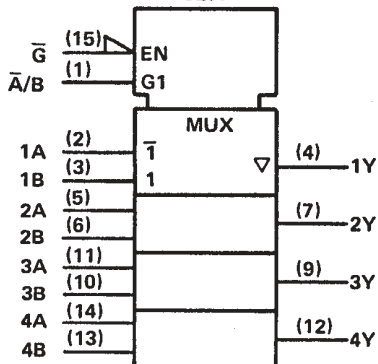 G̅ (15) EN
A̅/B (1) G1
MUX
1A (2) 1̅ (4) 1Y
1B (3) 1
2A (5) (7) 2Y
2B (6)
3A (11) (9) 3Y
3B (10)
4A (14) (12) 4Y
4B (13)